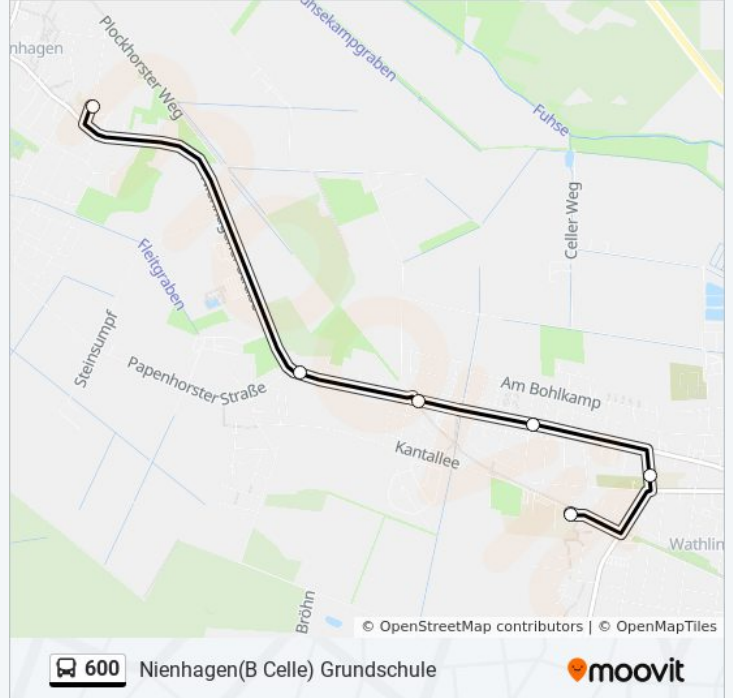 nhagen
Plockhorster Weg
Fuhsekampgraben
Fuhse
Celler Weg
Fleitgraben
Steinsumpf
Papenhorster Straße
Am Bohlkamp
Kantallee
Wathlin
Bröhn
© OpenStreetMap contributors | © OpenMapTiles
600 Nienhagen(B Celle) Grundschule
moovit